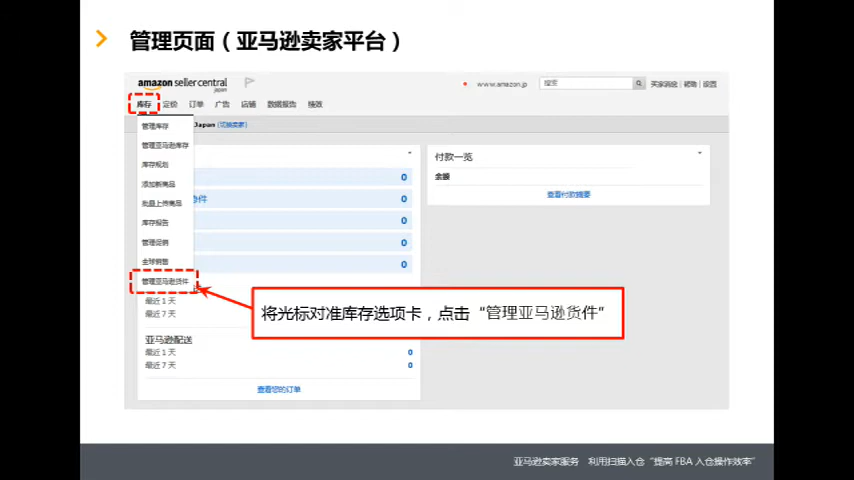 管理页面（亚马逊卖家平台）
amazon seller central
japan
www.amazon.jp
搜索
买家消息 | 帮助 | 设置
库存 定价 订单 广告 店铺 数据报告 绩效
Japan (切换卖家)
管理库存
管理亚马逊库存
库存规划
添加新商品
批量上传商品
库存报告
管理促销
全球销售
管理亚马逊货件
0
0
0
0
0
付款一览
余额
查看付款摘要
将光标对准库存选项卡，点击“管理亚马逊货件”
最近 1 天
最近 7 天
亚马逊配送
最近 1 天 0
最近 7 天 0
查看您的订单
亚马逊卖家服务 利用扫描入仓“提高 FBA 入仓操作效率”